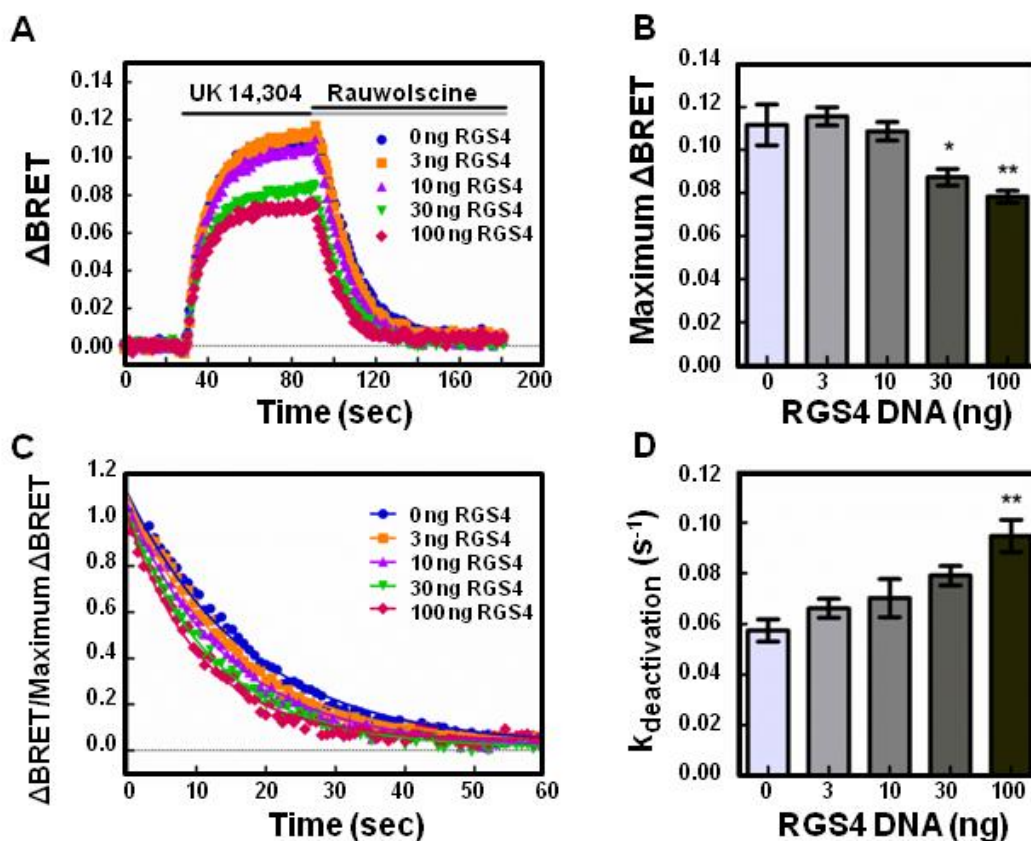 A
ΔBRET
0.14
0.12
0.10
0.08
0.06
0.04
0.02
0.00
UK 14,304
Rauwolscine
0 ng RGS4
3 ng RGS4
10 ng RGS4
30 ng RGS4
100 ng RGS4
0
40
80
120
160
200
Time (sec)
B
Maximum ΔBRET
0.14
0.12
0.10
0.08
0.06
0.04
0.02
0.00
*
**
0
3
10
30
100
RGS4 DNA (ng)
C
ΔBRET/Maximum ΔBRET
1.2
1.0
0.8
0.6
0.4
0.2
0.0
0 ng RGS4
3 ng RGS4
10 ng RGS4
30 ng RGS4
100 ng RGS4
0
10
20
30
40
50
60
Time (sec)
D
kdeactivation (s-1)
0.12
0.10
0.08
0.06
0.04
0.02
0.00
**
0
3
10
30
100
RGS4 DNA (ng)